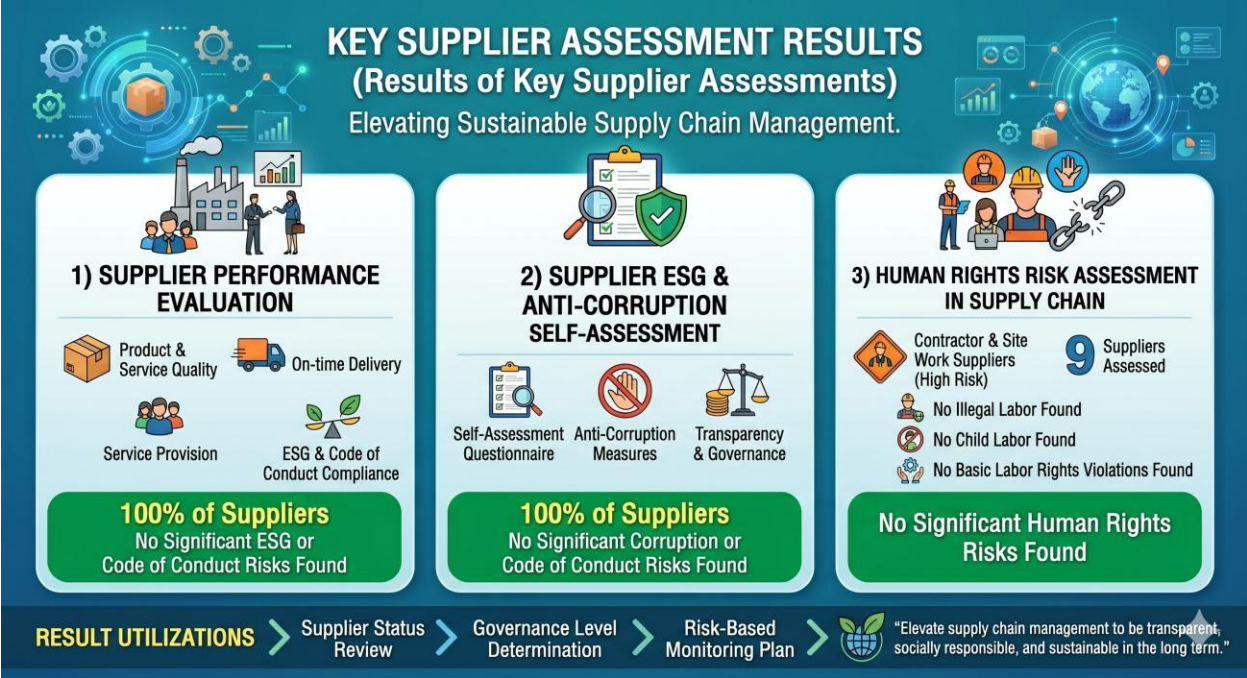 KEY SUPPLIER ASSESSMENT RESULTS
(Results of Key Supplier Assessments)
Elevating Sustainable Supply Chain Management.
1) SUPPLIER PERFORMANCE
EVALUATION
Product &
Service Quality
On-time Delivery
Service Provision
ESG & Code of
Conduct Compliance
100% of Suppliers
No Significant ESG or
Code of Conduct Risks Found
2) SUPPLIER ESG &
ANTI-CORRUPTION
SELF-ASSESSMENT
Self-Assessment
Questionnaire
Anti-Corruption
Measures
Transparency
& Governance
100% of Suppliers
No Significant Corruption or
Code of Conduct Risks Found
3) HUMAN RIGHTS RISK ASSESSMENT
IN SUPPLY CHAIN
Contractor & Site
Work Suppliers
(High Risk)
9 Suppliers
Assessed
No Illegal Labor Found
No Child Labor Found
No Basic Labor Rights Violations Found
No Significant Human Rights
Risks Found
RESULT UTILIZATIONS
Supplier Status
Review
Governance Level
Determination
Risk-Based
Monitoring Plan
"Elevate supply chain management to be transparent,
socially responsible, and sustainable in the long term."